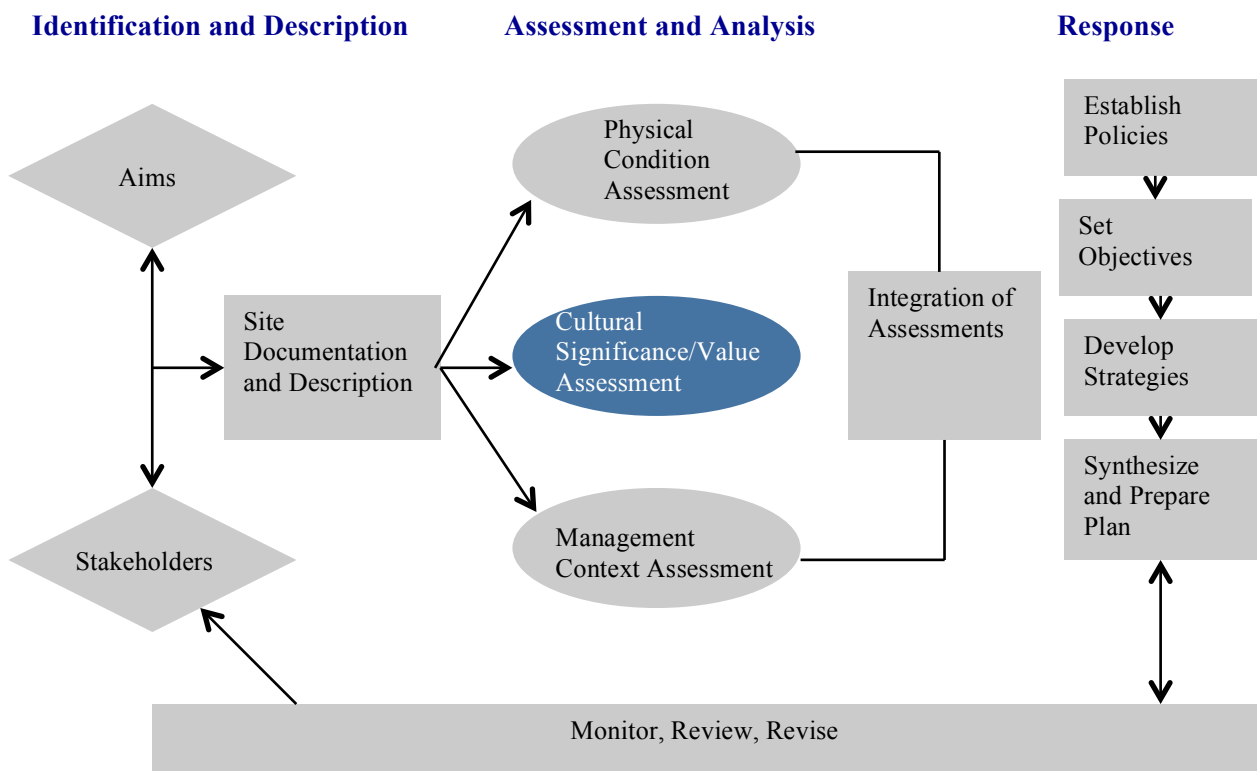 Identification and Description
Assessment and Analysis
Response
Aims
Stakeholders
Site
Documentation
and Description
Physical
Condition
Assessment
Cultural
Significance/Value
Assessment
Management
Context Assessment
Integration of
Assessments
Establish
Policies
Set
Objectives
Develop
Strategies
Synthesize
and Prepare
Plan
Monitor, Review, Revise